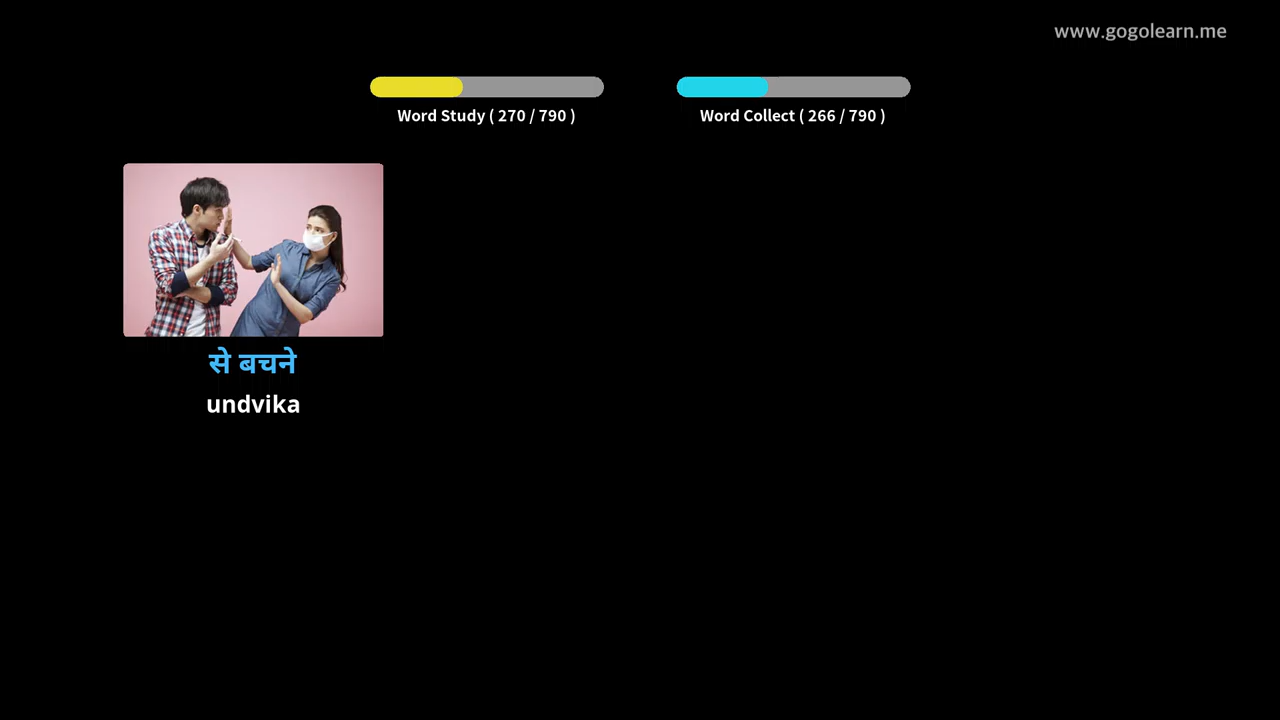 www.gogolearn.me
Word Study ( 270 / 790 )
Word Collect ( 266 / 790 )
से बचने
undvika